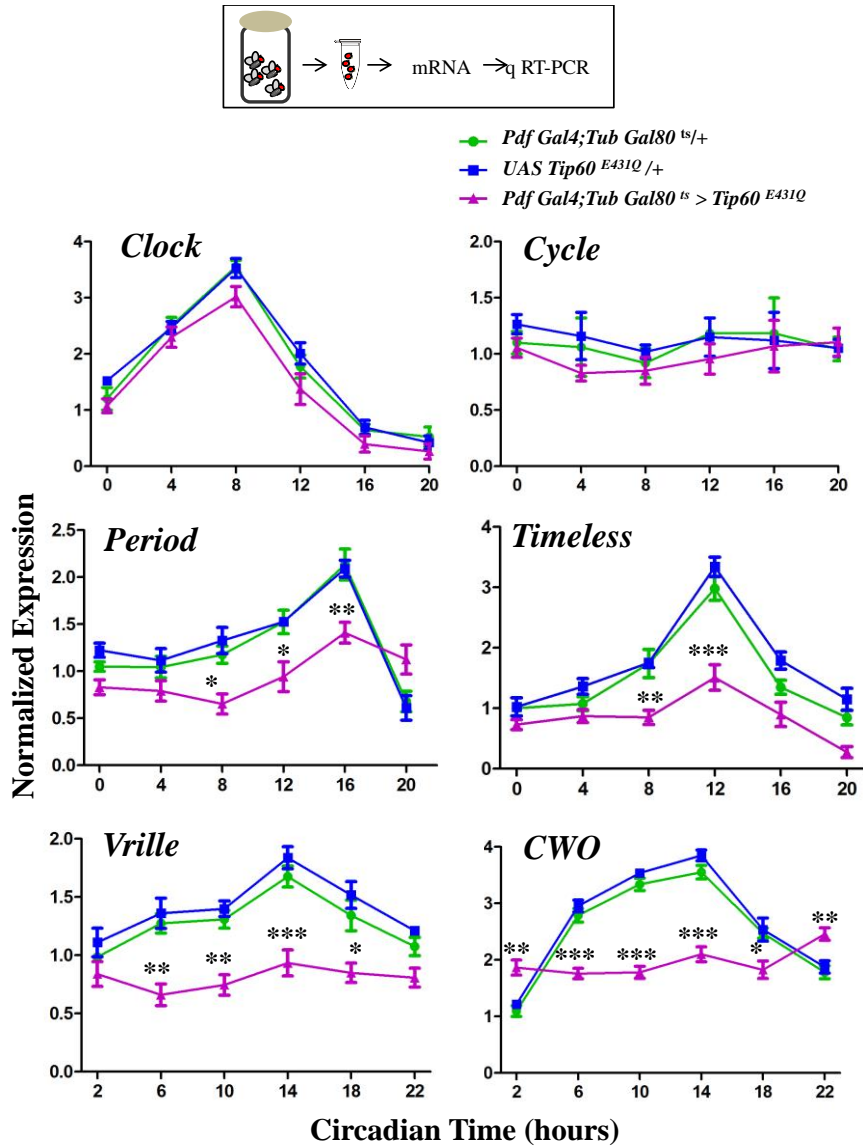 mRNA
q RT-PCR
Pdf Gal4;Tub Gal80 ts/+
UAS Tip60 E431Q /+
Pdf Gal4;Tub Gal80 ts > Tip60 E431Q
Clock
4
3
2
1
0
0 4 8 12 16 20
Cycle
2.0
1.5
1.0
0.5
0.0
0 4 8 12 16 20
Normalized Expression
Period
2.5
2.0
1.5
1.0
0.5
0.0
*
*
**
0 4 8 12 16 20
Timeless
4
3
2
1
0
**
***
0 4 8 12 16 20
Vrille
2.0
1.5
1.0
0.5
0.0
**
**
***
*
2 6 10 14 18 22
CWO
4
3
2
1
0
**
***
***
***
*
**
2 6 10 14 18 22
Circadian Time (hours)